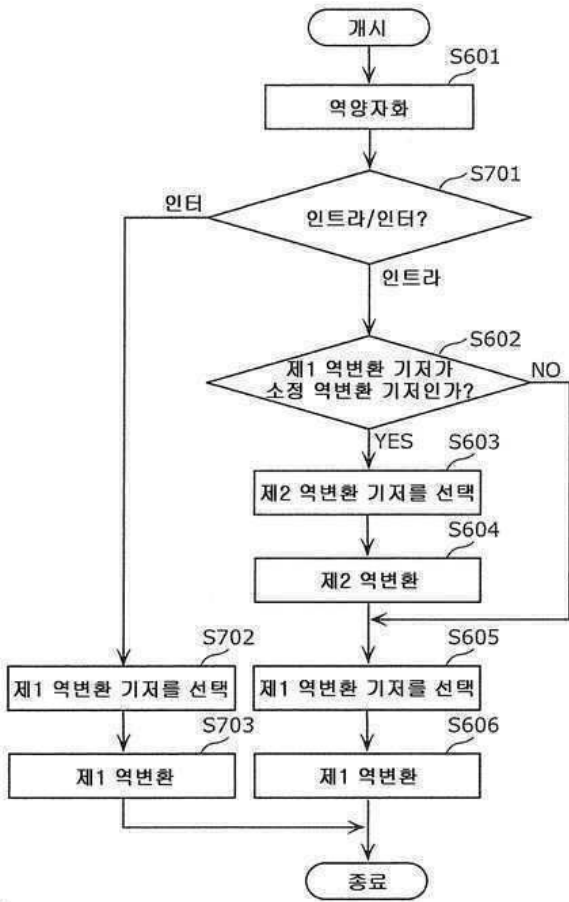 개시
S601
역양자화
S701
인터
인트라/인터?
인트라
S602
제1 역변환 기저가
소정 역변환 기저인가?
NO
YES
S603
제2 역변환 기저를 선택
S604
제2 역변환
S702
S605
제1 역변환 기저를 선택
제1 역변환 기저를 선택
S703
S606
제1 역변환
제1 역변환
종료